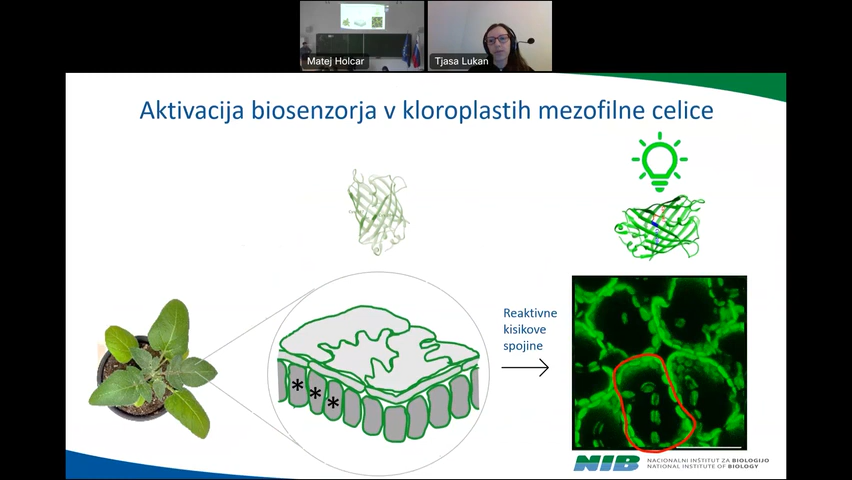 Matej Holcar
Tjasa Lukan
Aktivacija biosenzorja v kloroplastih mezofilne celice
Reaktivne
kisikove
spojine
* * *
NIB
NACIONALNI INŠTITUT ZA BIOLOGIJO
NATIONAL INSTITUTE OF BIOLOGY